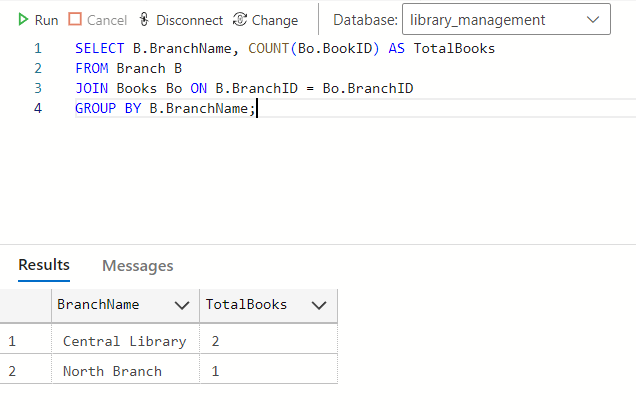 Run Cancel Disconnect Change Database: library_management
1 SELECT B.BranchName, COUNT(Bo.BookID) AS TotalBooks
2 FROM Branch B
3 JOIN Books Bo ON B.BranchID = Bo.BranchID
4 GROUP BY B.BranchName;
Results Messages
BranchName TotalBooks
1 Central Library 2
2 North Branch 1